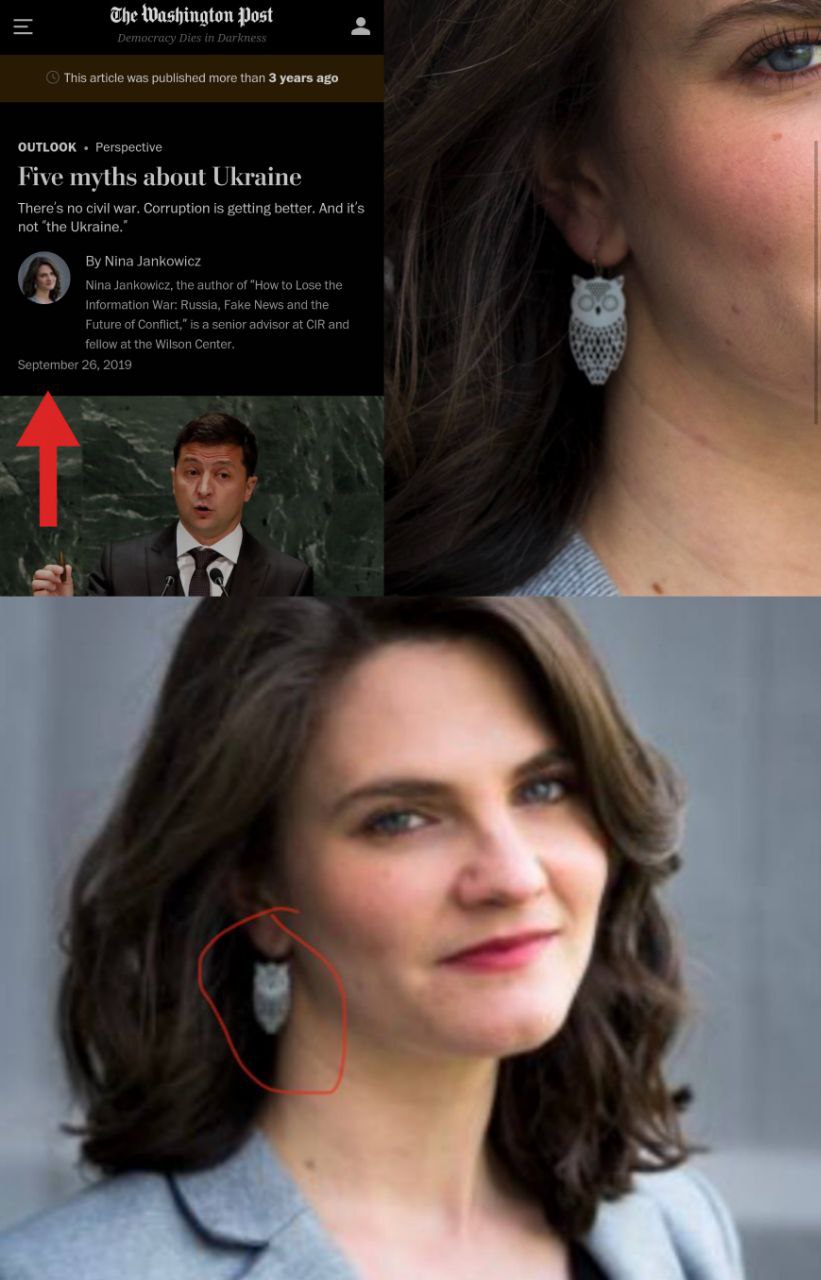 The Washington Post
Democracy Dies in Darkness
This article was published more than 3 years ago
OUTLOOK • Perspective
Five myths about Ukraine
There's no civil war. Corruption is getting better. And it's
not "the Ukraine."
By Nina Jankowicz
Nina Jankowicz, the author of "How to Lose the
Information War: Russia, Fake News and the
Future of Conflict," is a senior advisor at CIR and
fellow at the Wilson Center.
September 26, 2019